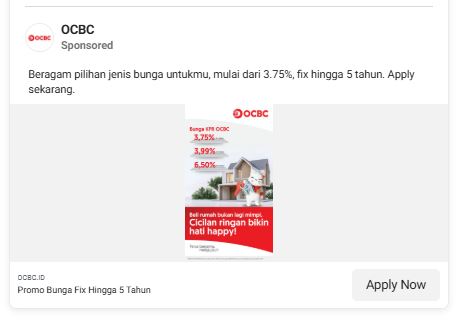 OCBC
Sponsored
OCBC
Beragam pilihan jenis bunga untukmu, mulai dari 3.75%, fix hingga 5 tahun. Apply
sekarang.
OCBC
Bunga KPR OCBC
3,75%
3,99%
6,50%
Beli rumah bukan lagi mimpi.
Cicilan ringan bikin
hati happy!
OCBC.ID
Promo Bunga Fix Hingga 5 Tahun
Apply Now